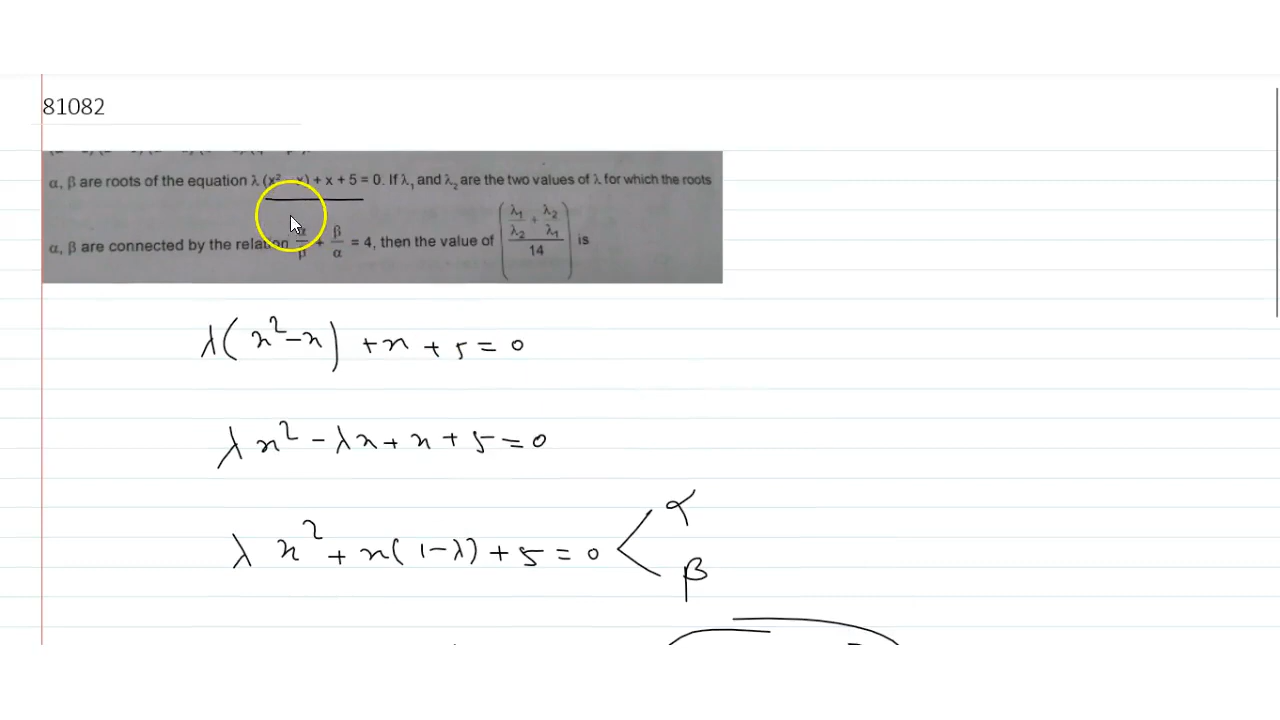 81082
α, β are roots of the equation λ (x² - x) + x + 5 = 0. If λ₁ and λ₂ are the two values of λ for which the roots
α, β are connected by the relation α/β + β/α = 4, then the value of ((λ₁/λ₂ + λ₂/λ₁)/14) is
λ(x²-x) +x + 5 = 0
λx² - λx + x + 5 = 0
λ x² + x(1-λ) + 5 = 0
α
β